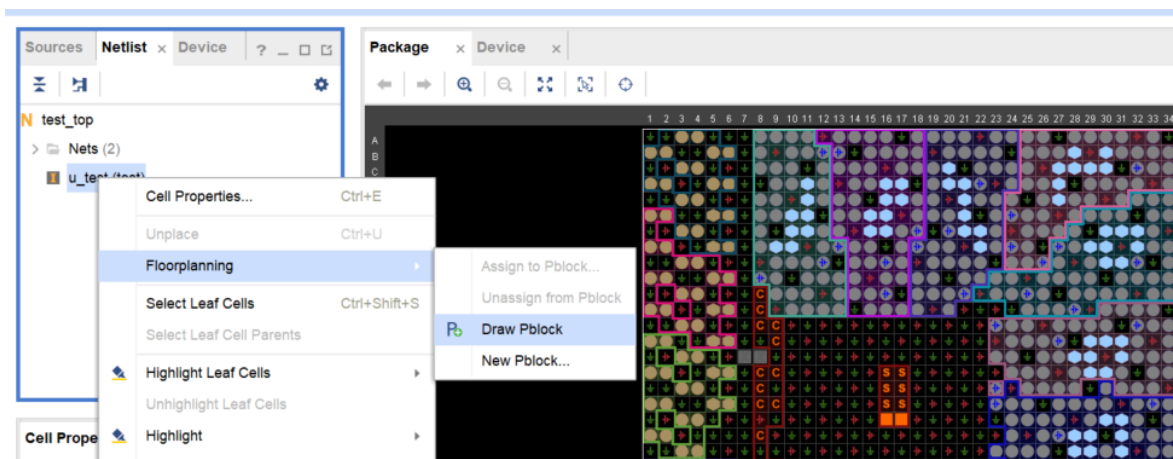 Sources Netlist × Device ? _
Package × Device ×
N test_top
Nets (2)
I u_test (test)
1 2 3 4 5 6 7 8 9 10 11 12 13 14 15 16 17 18 19 20 21 22 23 24 25 26 27 28 29 30 31 32 33 34
A
B
C
Cell Properties... Ctrl+E
Unplace Ctrl+U
Floorplanning
Assign to Pblock...
Unassign from Pblock
Draw Pblock
New Pblock...
Select Leaf Cells Ctrl+Shift+S
Select Leaf Cell Parents
Highlight Leaf Cells
Unhighlight Leaf Cells
Highlight
Cell Prope
C
C
C C
C
C C
C
C C
C C
C
S S
S S
S S